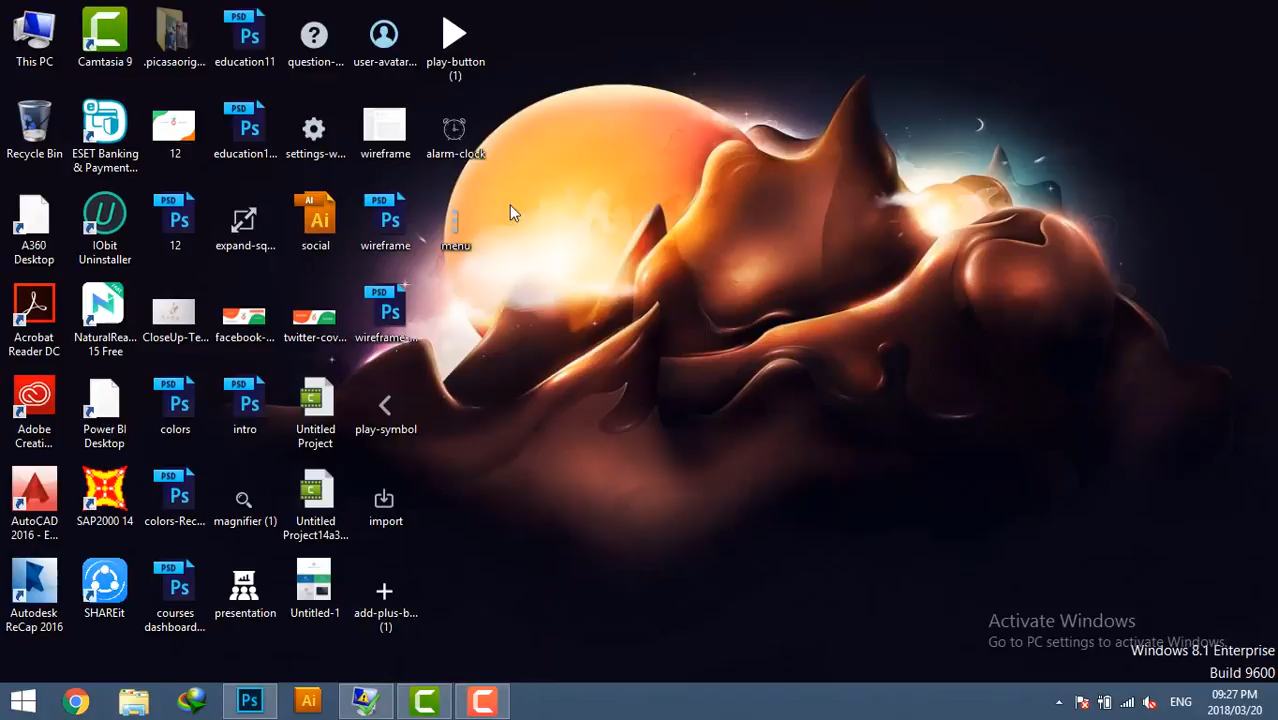 This PC
Camtasia 9
.picasaorig...
education11
question-...
user-avatar...
play-button
(1)
Recycle Bin
ESET Banking
& Payment...
12
education1...
settings-w...
wireframe
alarm-clock
A360
Desktop
IObit
Uninstaller
12
expand-sq...
social
wireframe
menu
Acrobat
Reader DC
NaturalRea...
15 Free
CloseUp-Te...
facebook-...
twitter-cov...
wireframe-...
Adobe
Creati...
Power BI
Desktop
colors
intro
Untitled
Project
play-symbol
AutoCAD
2016 - E...
SAP2000 14
colors-Rec...
magnifier (1)
Untitled
Project14a3...
import
Autodesk
ReCap 2016
SHAREit
courses
dashboard...
presentation
Untitled-1
add-plus-b...
(1)
Activate Windows
Go to PC settings to activate Windows.
Windows 8.1 Enterprise
Build 9600
ENG
09:27 PM
2018/03/20